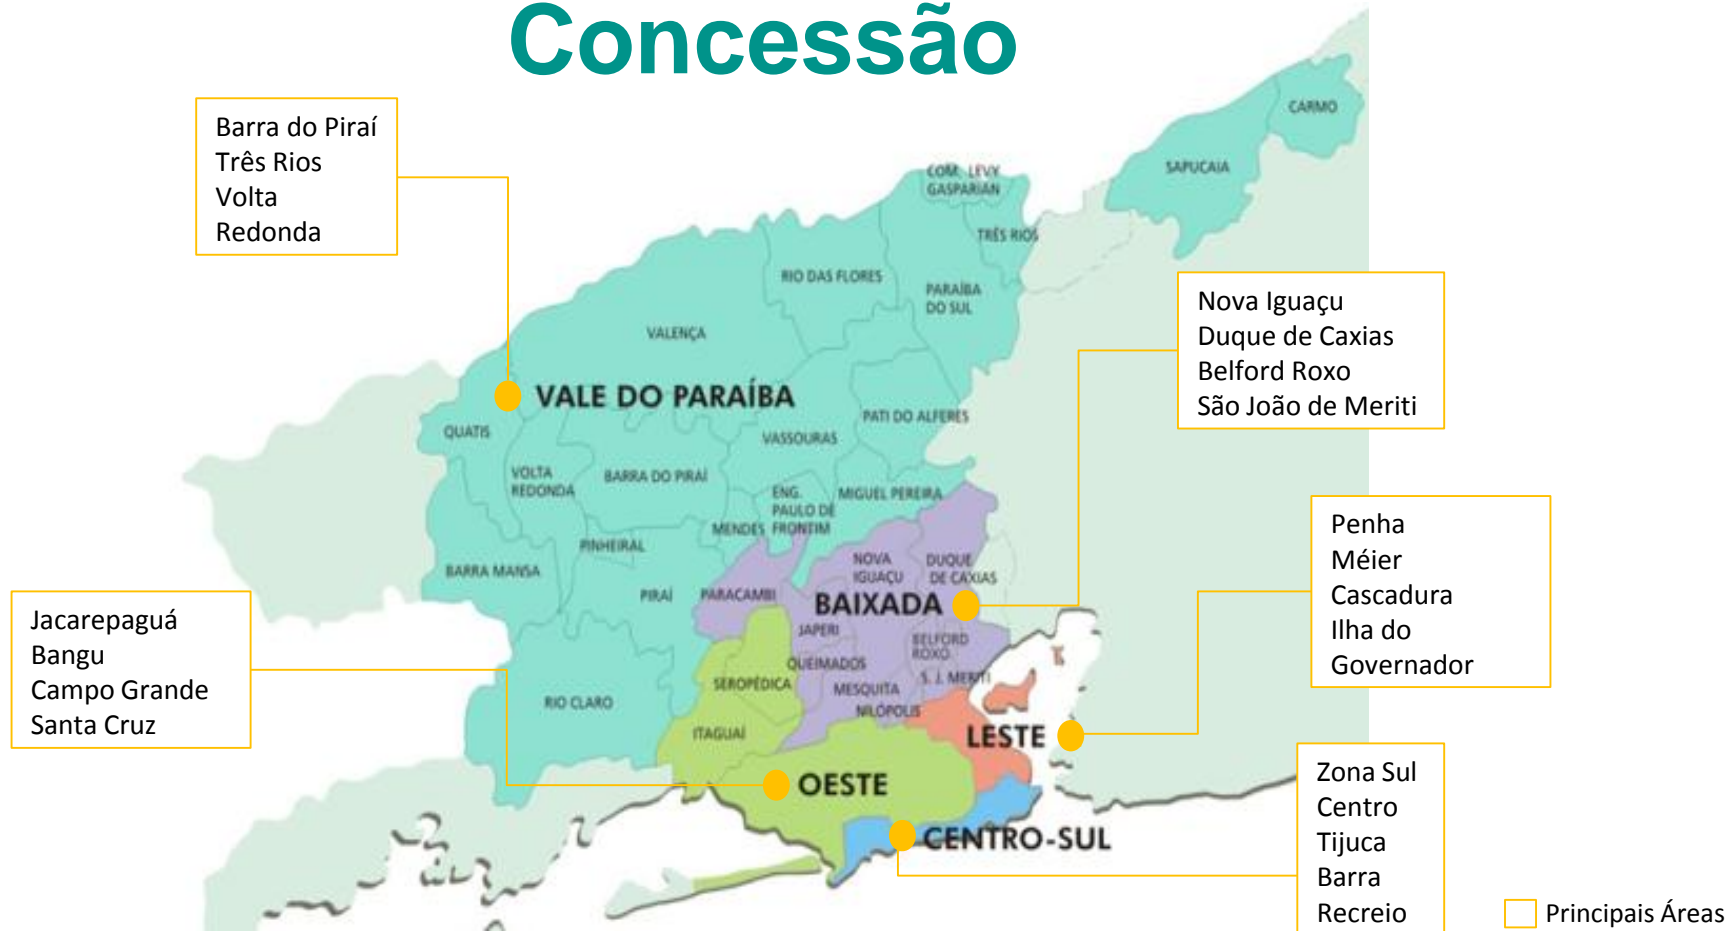 Concessão
Barra do Piraí
Três Rios
Volta
Redonda
CARMO
SAPUCAIA
COM. LEVY
GASPARIAN
TRÊS RIOS
RIO DAS FLORES
PARAÍBA
DO SUL
VALENÇA
Nova Iguaçu
Duque de Caxias
Belford Roxo
São João de Meriti
VALE DO PARAÍBA
PATI DO ALFERES
QUATIS
VASSOURAS
VOLTA
REDONDA
BARRA DO PIRAÍ
ENG.
PAULO DE
FRONTIM
MIGUEL PEREIRA
MENDES
PINHEIRAL
BARRA MANSA
NOVA
IGUAÇU
DUQUE
DE CAXIAS
PIRAÍ
PARACAMBI
BAIXADA
Penha
Méier
Cascadura
Ilha do
Governador
Jacarepaguá
Bangu
Campo Grande
Santa Cruz
JAPERI
BELFORD
ROXO
QUEIMADOS
SEROPÉDICA
MESQUITA
S. J. MERITI
RIO CLARO
NILÓPOLIS
ITAGUAÍ
LESTE
OESTE
CENTRO-SUL
Zona Sul
Centro
Tijuca
Barra
Recreio
Principais Áreas